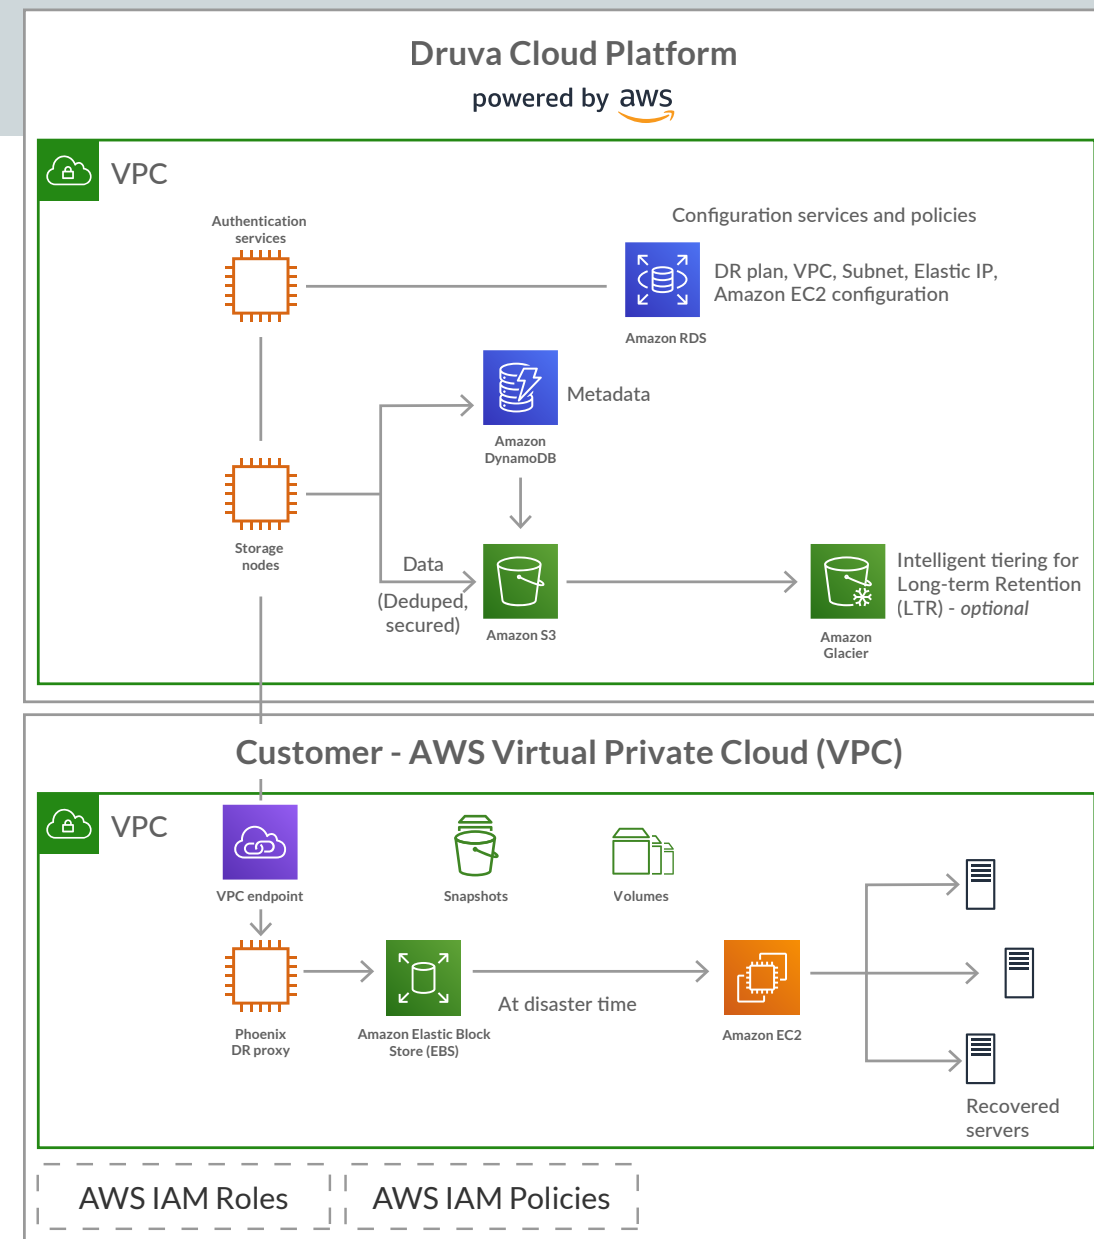 Druva Cloud Platform
powered by aws
VPC
Authentication
services
Configuration services and policies
DR plan, VPC, Subnet, Elastic IP,
Amazon EC2 configuration
Amazon RDS
Metadata
Amazon
DynamoDB
Storage
nodes
Data
(Deduped,
secured)
Amazon S3
Intelligent tiering for
Long-term Retention
(LTR) - optional
Amazon
Glacier
Customer - AWS Virtual Private Cloud (VPC)
VPC
VPC endpoint
Snapshots
Volumes
Phoenix
DR proxy
Amazon Elastic Block
Store (EBS)
At disaster time
Amazon EC2
Recovered
servers
AWS IAM Roles
AWS IAM Policies